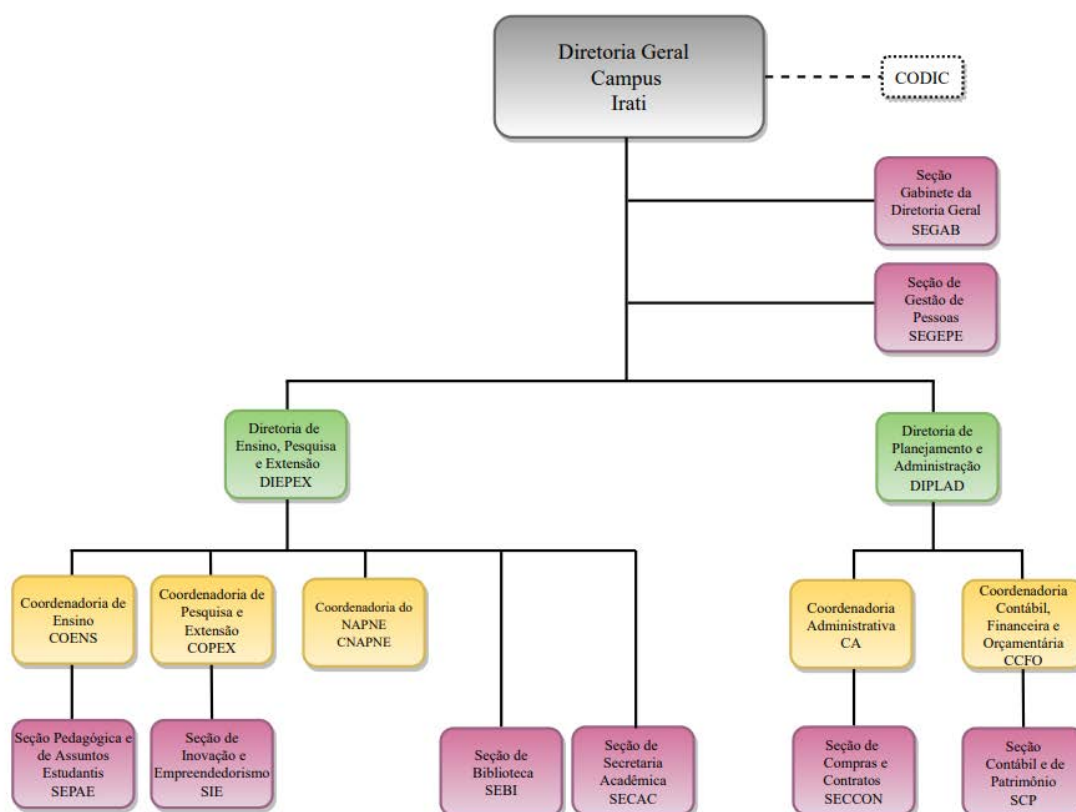 Diretoria Geral
Campus
Irati
CODIC
Seção
Gabinete da
Diretoria Geral
SEGAB
Seção de
Gestão de
Pessoas
SEGEPE
Diretoria de
Ensino, Pesquisa
e Extensão
DIEPEX
Diretoria de
Planejamento e
Administração
DIPLAD
Coordenadoria de
Ensino
COENS
Coordenadoria de
Pesquisa e
Extensão
COPEX
Coordenadoria do
NAPNE
CNAPNE
Coordenadoria
Administrativa
CA
Coordenadoria
Contábil,
Financeira e
Orçamentária
CCFO
Seção Pedagógica e
de Assuntos
Estudantis
SEPAE
Seção de
Inovação e
Empreendedorismo
SIE
Seção de
Biblioteca
SEBI
Seção de
Secretaria
Acadêmica
SECAC
Seção de
Compras e
Contratos
SECCON
Seção
Contábil e de
Patrimônio
SCP